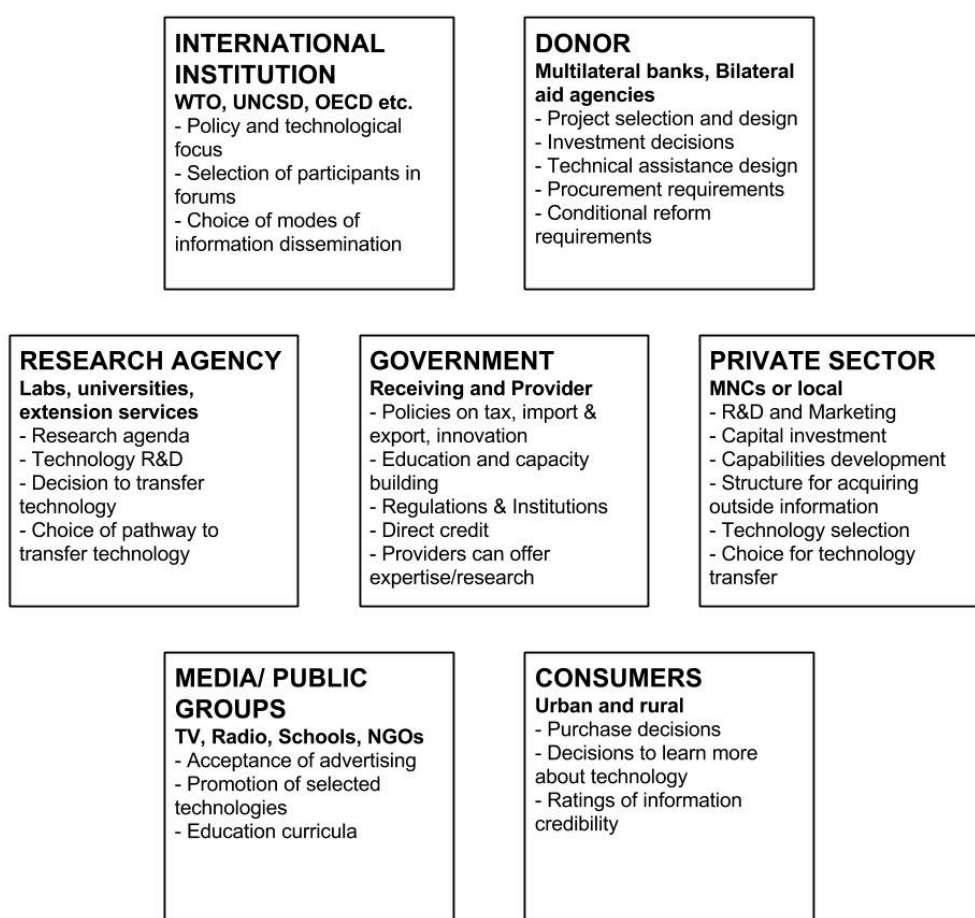 INTERNATIONAL
INSTITUTION
WTO, UNCSD, OECD etc.
- Policy and technological
focus
- Selection of participants in
forums
- Choice of modes of
information dissemination
DONOR
Multilateral banks, Bilateral
aid agencies
- Project selection and design
- Investment decisions
- Technical assistance design
- Procurement requirements
- Conditional reform
requirements
RESEARCH AGENCY
Labs, universities,
extension services
- Research agenda
- Technology R&D
- Decision to transfer
technology
- Choice of pathway to
transfer technology
GOVERNMENT
Receiving and Provider
- Policies on tax, import &
export, innovation
- Education and capacity
building
- Regulations & Institutions
- Direct credit
- Providers can offer
expertise/research
PRIVATE SECTOR
MNCs or local
- R&D and Marketing
- Capital investment
- Capabilities development
- Structure for acquiring
outside information
- Technology selection
- Choice for technology
transfer
MEDIA/ PUBLIC
GROUPS
TV, Radio, Schools, NGOs
- Acceptance of advertising
- Promotion of selected
technologies
- Education curricula
CONSUMERS
Urban and rural
- Purchase decisions
- Decisions to learn more
about technology
- Ratings of information
credibility